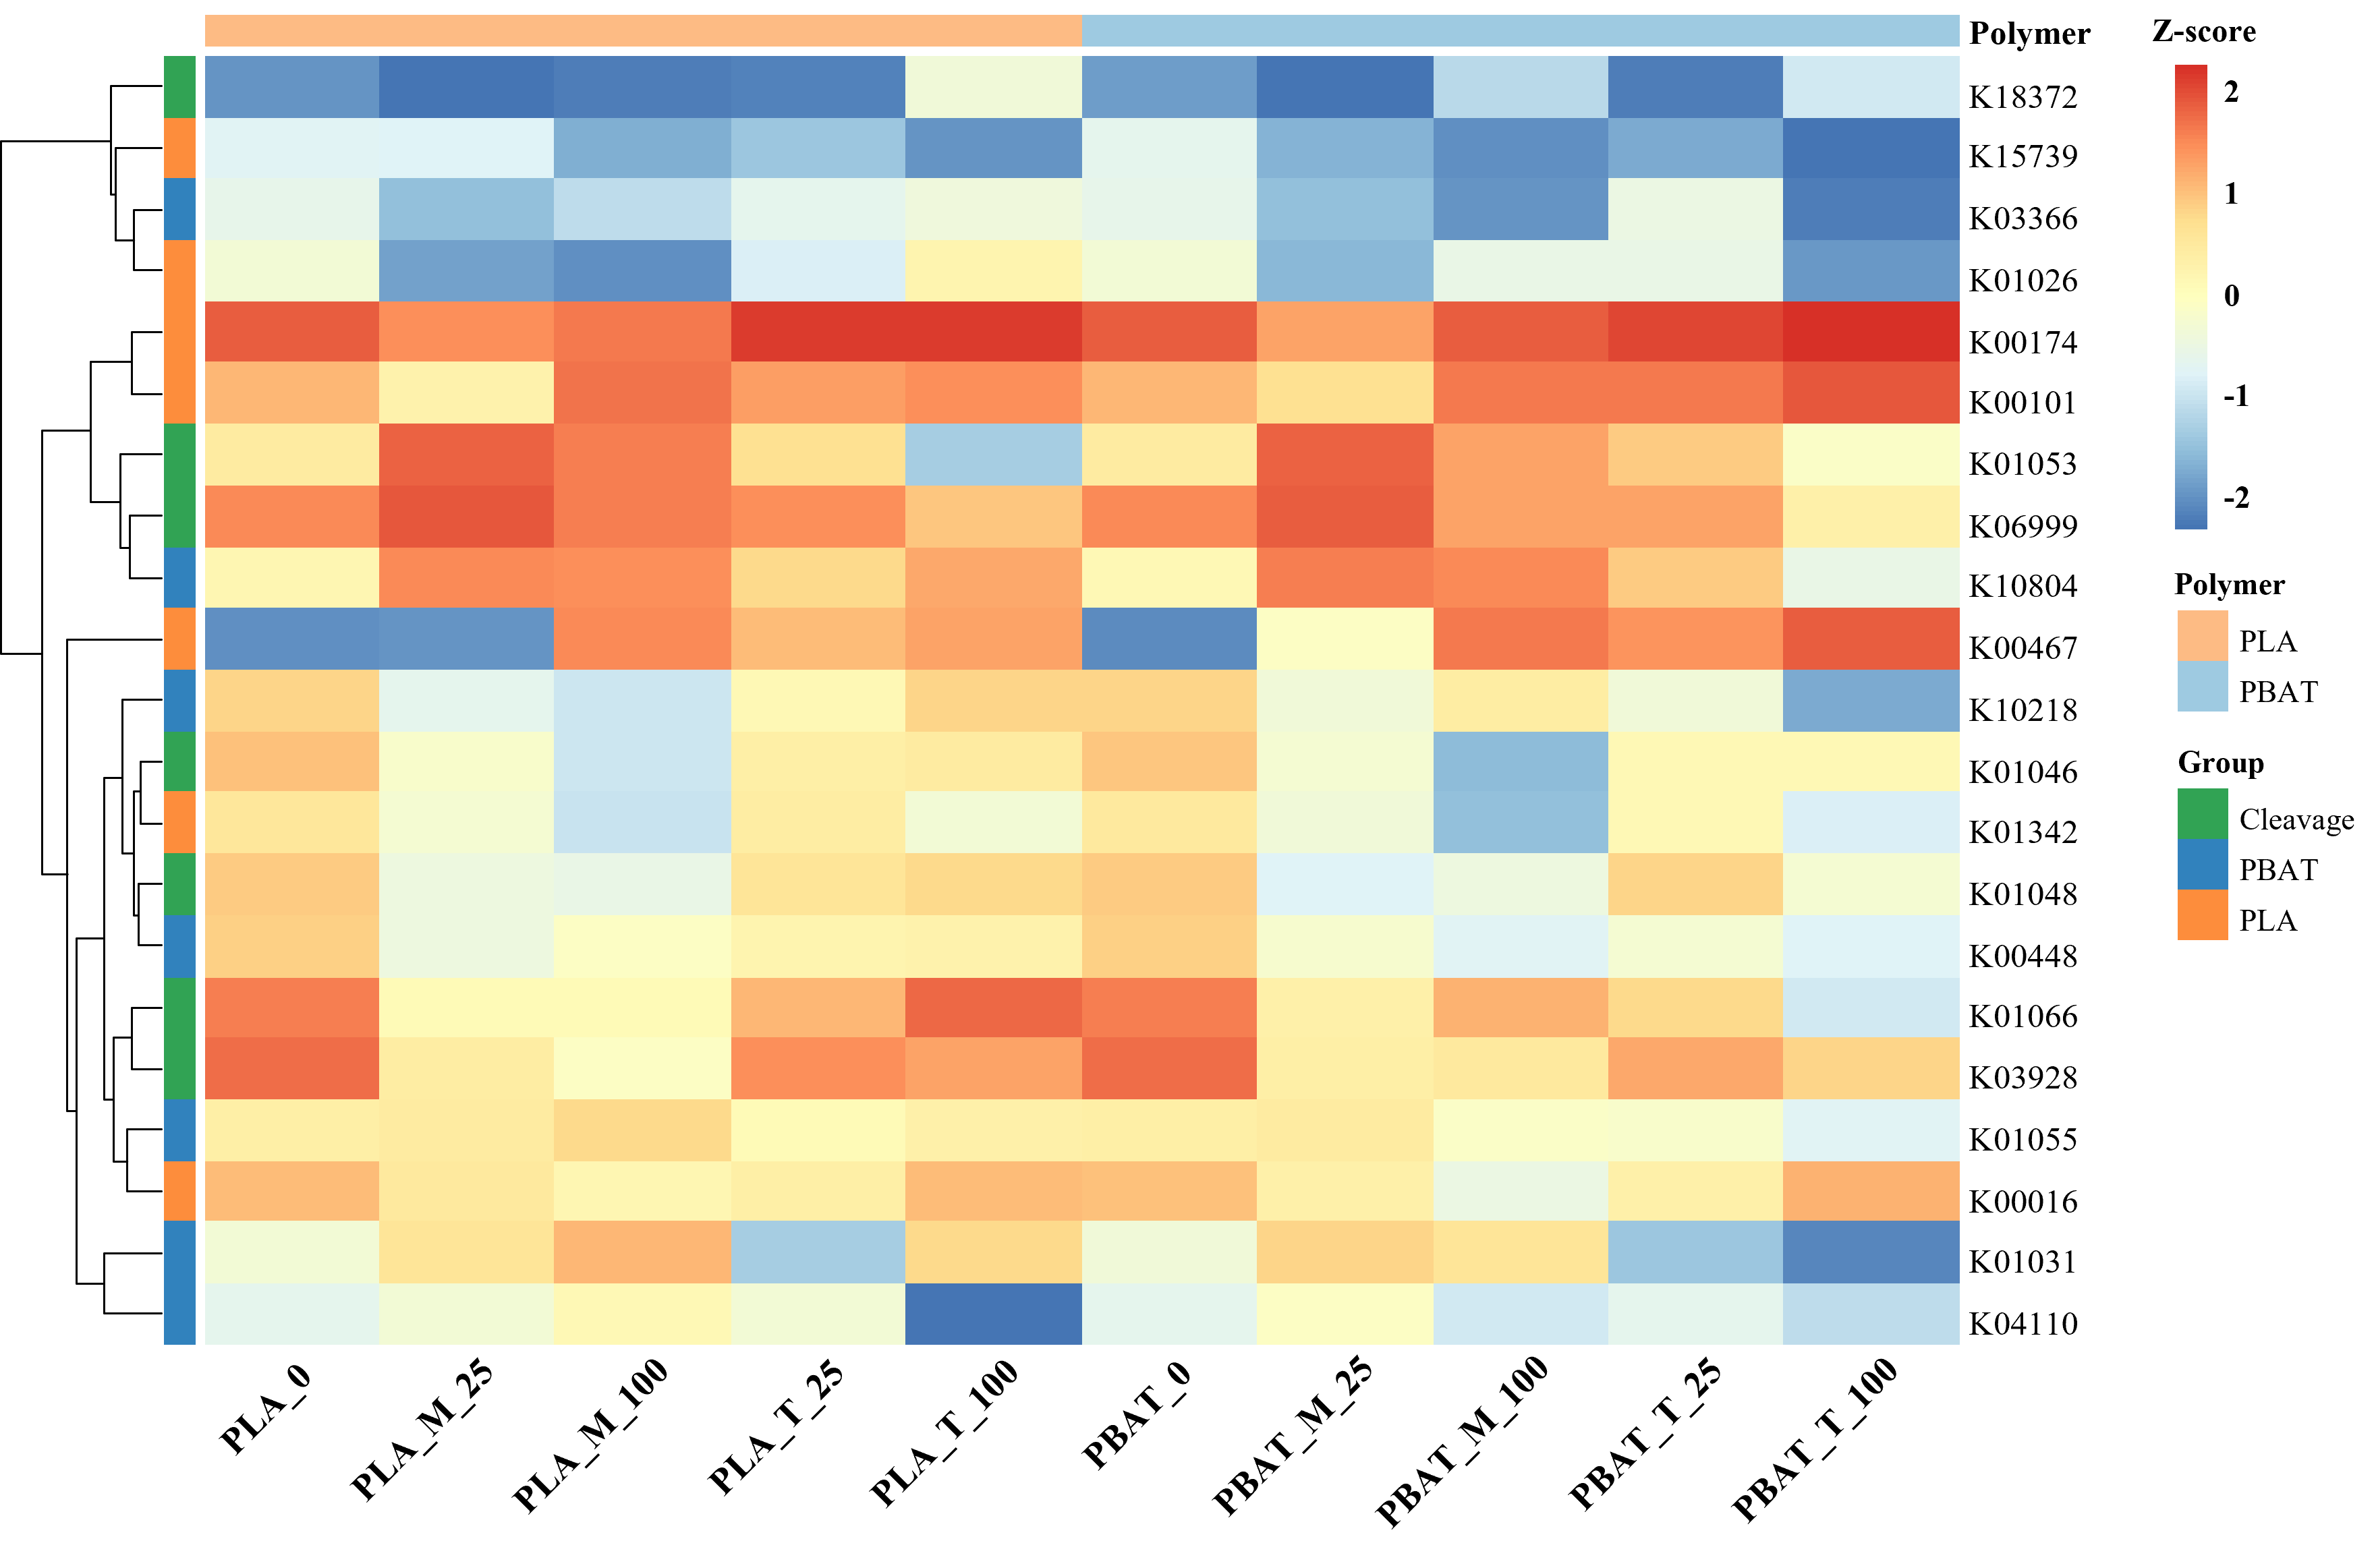 Polymer
K18372
K15739
K03366
K01026
K00174
K00101
K01053
K06999
K10804
K00467
K10218
K01046
K01342
K01048
K00448
K01066
K03928
K01055
K00016
K01031
K04110
PLA_0
PLA_M_25
PLA_M_100
PLA_T_25
PLA_T_100
PBAT_0
PBAT_M_25
PBAT_M_100
PBAT_T_25
PBAT_T_100
Z-score
2
1
0
-1
-2
Polymer
PLA
PBAT
Group
Cleavage
PBAT
PLA